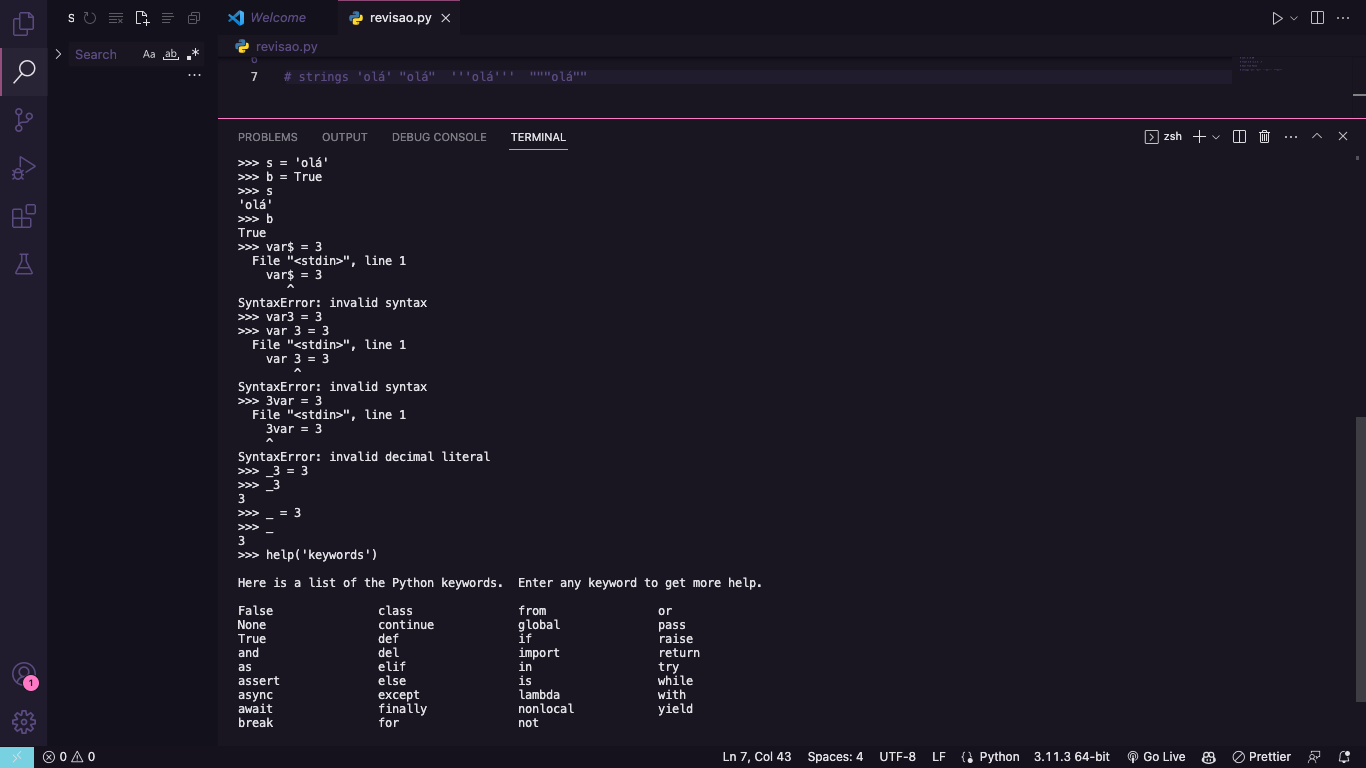 S
Welcome
revisao.py
Search
Aa
ab
.*
revisao.py
6
7 # strings 'olá' "olá"  '''olá'''  """olá""
PROBLEMS OUTPUT DEBUG CONSOLE TERMINAL
zsh
>>> s = 'olá'
>>> b = True
>>> s
'olá'
>>> b
True
>>> var$ = 3
  File "<stdin>", line 1
    var$ = 3
       ^
SyntaxError: invalid syntax
>>> var3 = 3
>>> var 3 = 3
  File "<stdin>", line 1
    var 3 = 3
        ^
SyntaxError: invalid syntax
>>> 3var = 3
  File "<stdin>", line 1
    3var = 3
    ^
SyntaxError: invalid decimal literal
>>> _3 = 3
>>> _3
3
>>> _ = 3
>>> _
3
>>> help('keywords')
Here is a list of the Python keywords.  Enter any keyword to get more help.
False class from or
None continue global pass
True def if raise
and del import return
as elif in try
assert else is while
async except lambda with
await finally nonlocal yield
break for not
1
0 0
Ln 7, Col 43 Spaces: 4 UTF-8 LF Python 3.11.3 64-bit Go Live Prettier